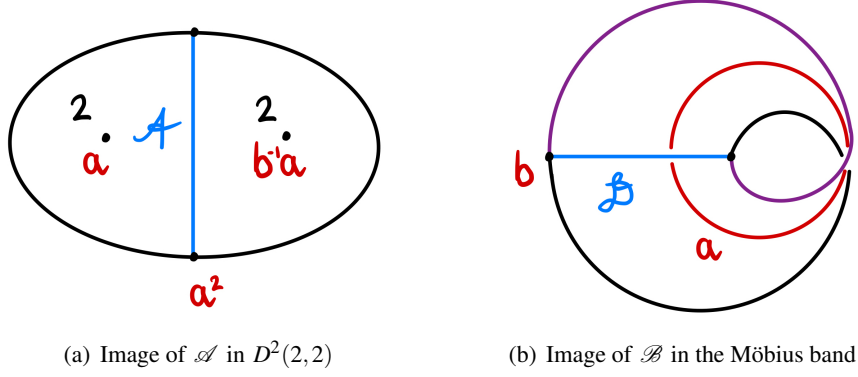 2
2
𝒜
a
b⁻¹a
a²
b
ℬ
a
(a) Image of 𝒜 in D²(2,2)
(b) Image of ℬ in the Möbius band